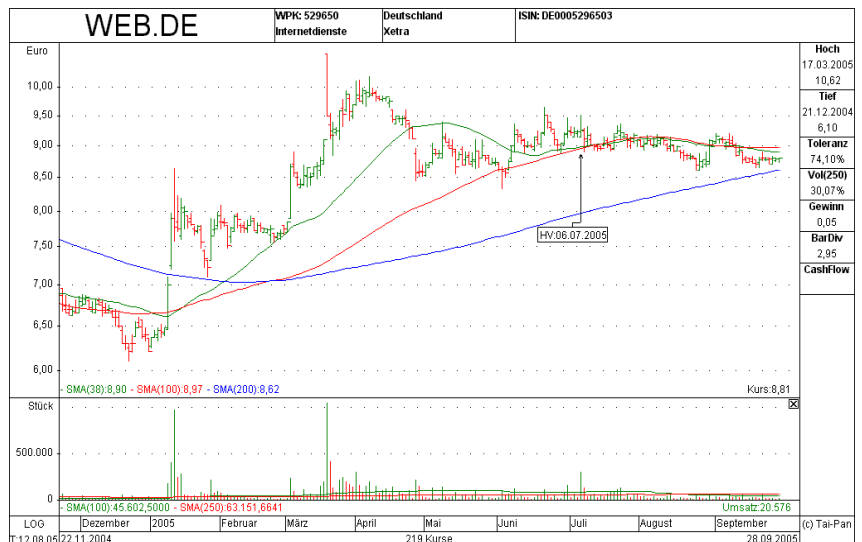 WEB.DE
WPK: 529650
Internetdienste
Deutschland
Xetra
ISIN: DE0005296503
Euro
10,00
9,50
9,00
8,50
8,00
7,50
7,00
6,50
6,00
HV:06.07.2005
- SMA(38):8,90 - SMA(100):8,97 - SMA(200):8,62
Kurs:8,81
Hoch
17.03.2005
10,62
Tief
21.12.2004
6,10
Toleranz
74,10%
Vol(250)
30,07%
Gewinn
0,05
BarDiv
2,95
CashFlow
Stück
500.000
0
- SMA(100):45.602,5000 - SMA(250):63.151,6641
Umsatz:20.576
LOG
Dezember 2005 Februar März April Mai Juni Juli August September
(c) Tai-Pan
T:12.08.05 22.11.2004
219 Kurse
28.09.2005